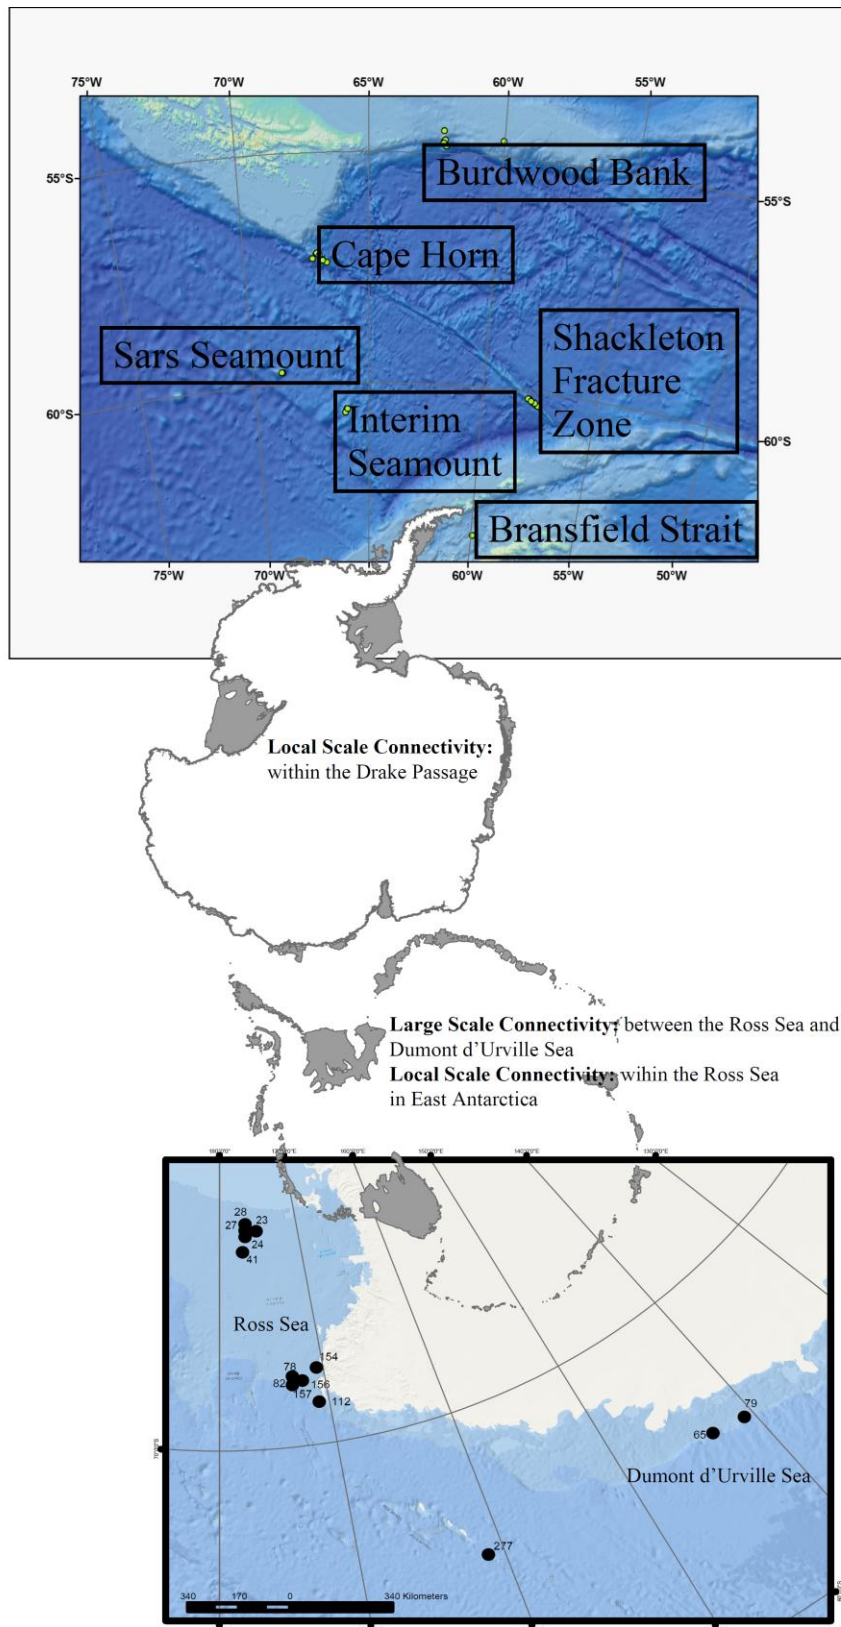 75°W 70°W 65°W 60°W 55°W
55°S
55°S
Burdwood Bank
Cape Horn
Sars Seamount
Shackleton
Fracture
Zone
Interim
Seamount
60°S
60°S
Bransfield Strait
75°W 70°W 60°W 55°W 50°W
Local Scale Connectivity:
within the Drake Passage
Large Scale Connectivity: between the Ross Sea and
Dumont d'Urville Sea
Local Scale Connectivity: wihin the Ross Sea
in East Antarctica
28
27
23
24
41
Ross Sea
154
78
82
156
157
112
79
65
Dumont d'Urville Sea
277
340 170 0 340 Kilometers